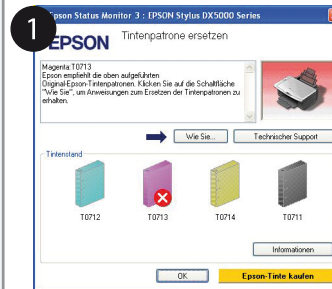 1
Epson Status Monitor 3 : EPSON Stylus DX5000 Series
EPSON
Tintenpatrone ersetzen
Magenta:T0713
Epson empfiehlt die oben aufgeführten
Original-Epson-Tintenpatronen. Klicken Sie auf die Schaltfläche
"Wie Sie", um Anweisungen zum Ersetzen der Tintenpatronen zu
erhalten.
Wie Sie...
Technischer Support
Tintenstand
T0712
T0713
T0714
T0711
Informationen
OK
Epson-Tinte kaufen